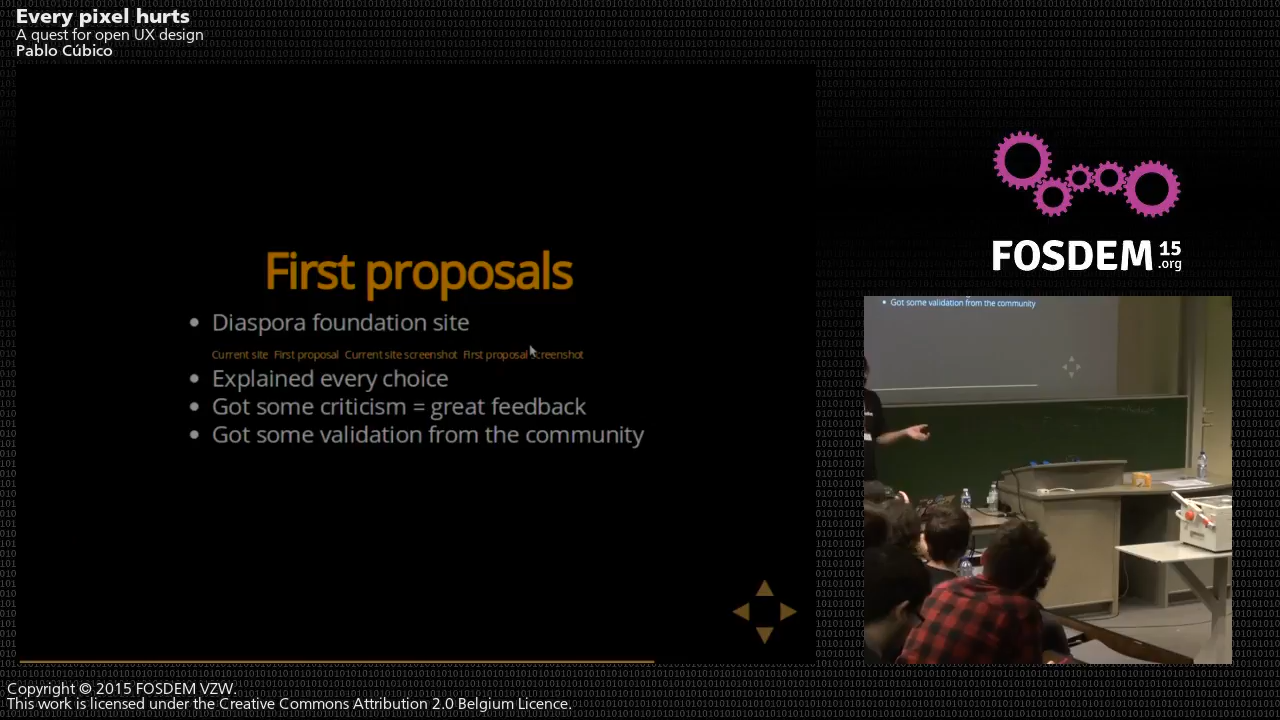 Every pixel hurts
A quest for open UX design
Pablo Cúbico
First proposals
Diaspora foundation site
Current site First proposal Current site screenshot First proposal screenshot
Explained every choice
Got some criticism = great feedback
Got some validation from the community
FOSDEM 15
.org
Got some validation from the community
Copyright © 2015 FOSDEM VZW.
This work is licensed under the Creative Commons Attribution 2.0 Belgium Licence.